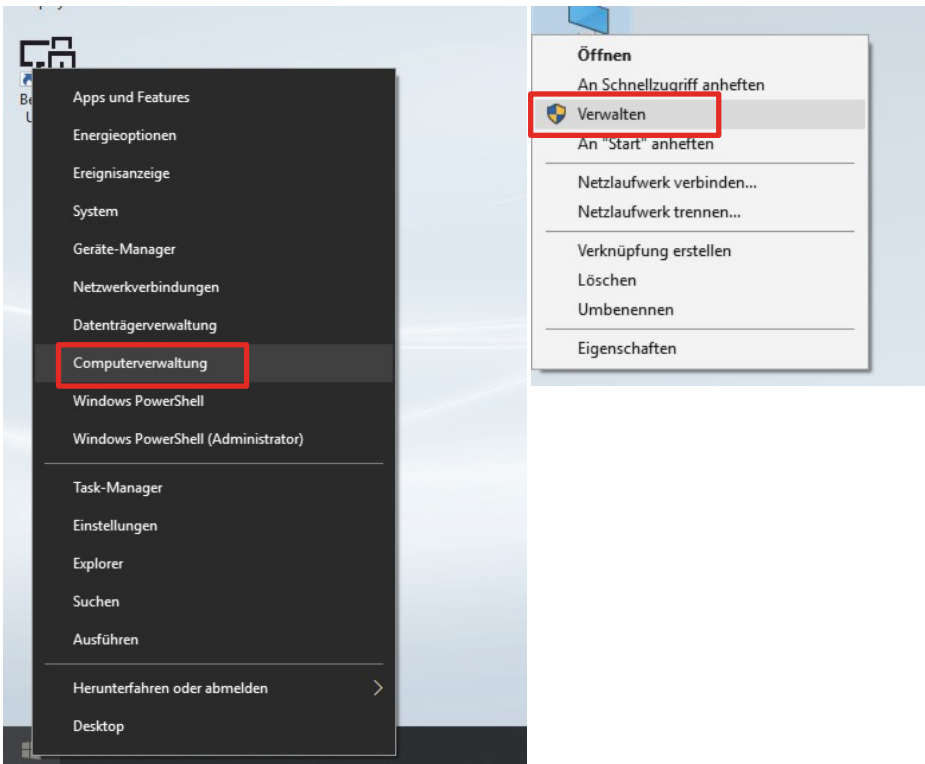 Apps und Features
Energieoptionen
Ereignisanzeige
System
Geräte-Manager
Netzwerkverbindungen
Datenträgerverwaltung
Computerverwaltung
Windows PowerShell
Windows PowerShell (Administrator)
Task-Manager
Einstellungen
Explorer
Suchen
Ausführen
Herunterfahren oder abmelden
Desktop
Öffnen
An Schnellzugriff anheften
Verwalten
An "Start" anheften
Netzlaufwerk verbinden...
Netzlaufwerk trennen...
Verknüpfung erstellen
Löschen
Umbenennen
Eigenschaften